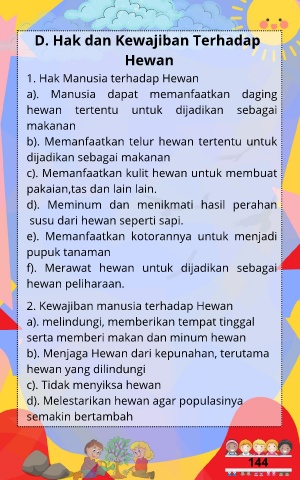 D. Hak dan Kewajiban Terhadap
Hewan
1. Hak Manusia terhadap Hewan
a). Manusia dapat memanfaatkan daging
hewan tertentu untuk dijadikan sebagai
makanan
b). Memanfaatkan telur hewan tertentu untuk
dijadikan sebagai makanan
c). Memanfaatkan kulit hewan untuk membuat
pakaian,tas dan lain lain.
d). Meminum dan menikmati hasil perahan
susu dari hewan seperti sapi.
e). Memanfaatkan kotorannya untuk menjadi
pupuk tanaman
f). Merawat hewan untuk dijadikan sebagai
hewan peliharaan.
2. Kewajiban manusia terhadap Hewan
a). melindungi, memberikan tempat tinggal
serta memberi makan dan minum hewan
b). Menjaga Hewan dari kepunahan, terutama
hewan yang dilindungi
c). Tidak menyiksa hewan
d). Melestarikan hewan agar populasinya
semakin bertambah
144